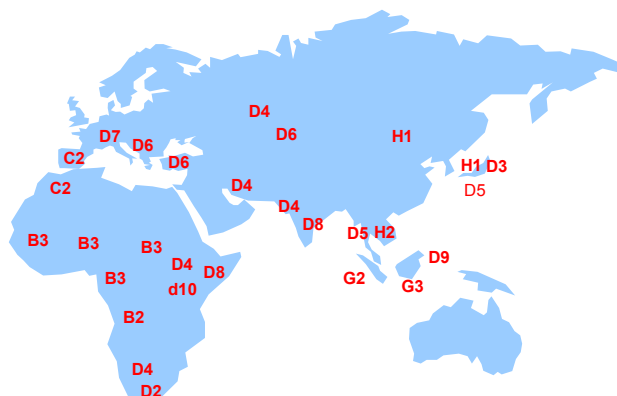 D4
D7 D6 D6 H1
C2 D6 H1 D3
C2 D4 D5
D4
D8
B3 B3 B3 D5 H2
D4 D9
B3 D8 G2
d10 G3
B2
D4
D2